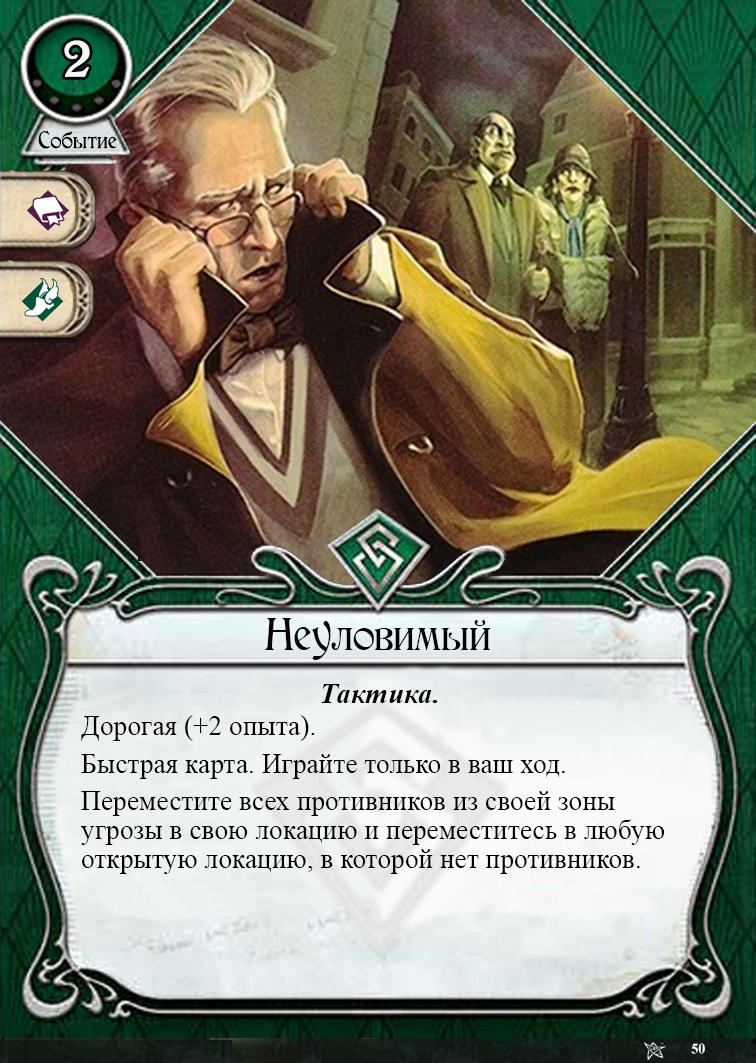 2
Событие
Неуловимый
Тактика.
Дорогая (+2 опыта).
Быстрая карта. Играйте только в ваш ход.
Переместите всех противников из своей зоны
угрозы в свою локацию и переместитесь в любую
открытую локацию, в которой нет противников.
50